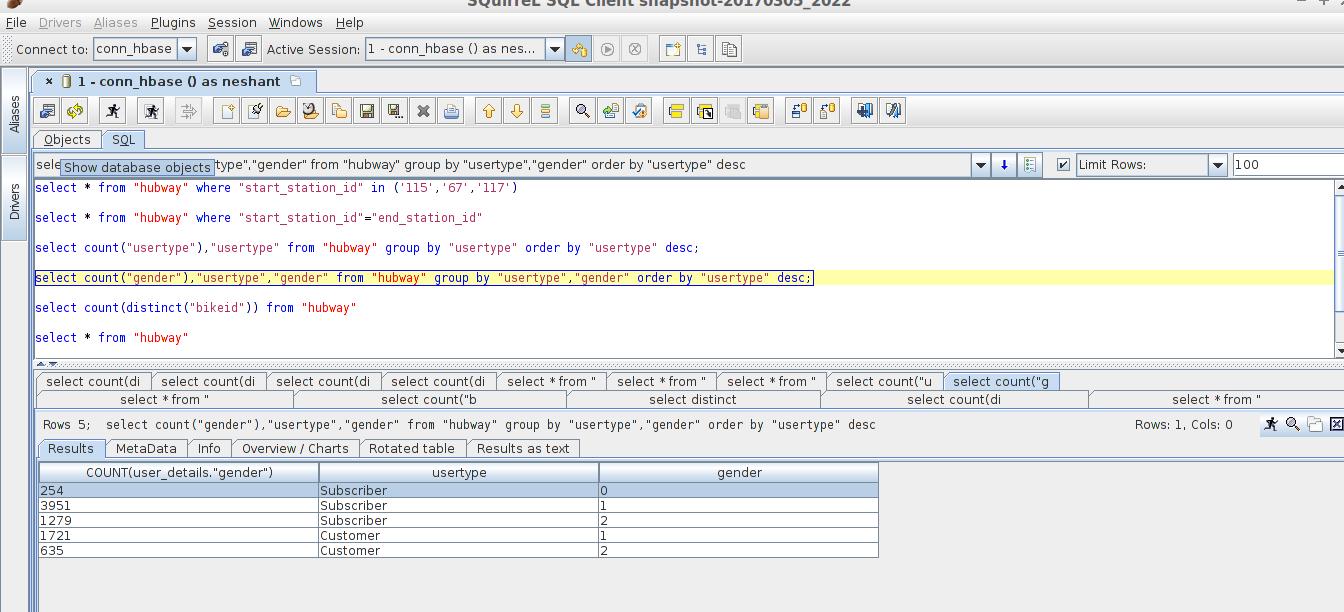 SQuirreL SQL Client snapshot-20170305_2022
File Drivers Aliases Plugins Session Windows Help
Connect to: conn_hbase Active Session: 1 - conn_hbase () as nes...
Aliases
Drivers
1 - conn_hbase () as neshant
Objects SQL
sele type","gender" from "hubway" group by "usertype","gender" order by "usertype" desc Limit Rows: 100
Show database objects
select * from "hubway" where "start_station_id" in ('115','67','117')
select * from "hubway" where "start_station_id"="end_station_id"
select count("usertype"),"usertype" from "hubway" group by "usertype" order by "usertype" desc;
select count("gender"),"usertype","gender" from "hubway" group by "usertype","gender" order by "usertype" desc;
select count(distinct("bikeid")) from "hubway"
select * from "hubway"
select count(di select count(di select count(di select count(di select * from " select * from " select * from " select count("u select count("g
select * from " select count("b select distinct select count(di select * from "
Rows 5; select count("gender"),"usertype","gender" from "hubway" group by "usertype","gender" order by "usertype" desc Rows: 1, Cols: 0
Results MetaData Info Overview / Charts Rotated table Results as text
COUNT(user_details."gender") usertype gender
254 Subscriber 0
3951 Subscriber 1
1279 Subscriber 2
1721 Customer 1
635 Customer 2